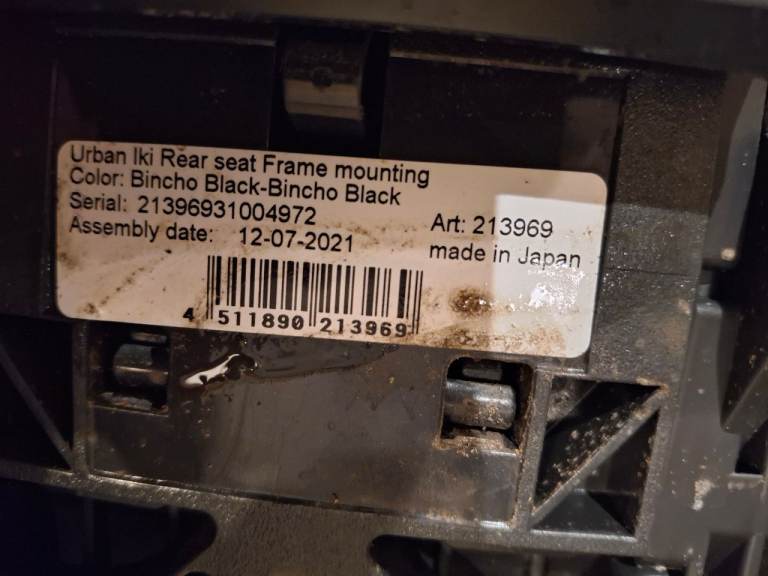 Urban Iki Rear seat Frame mounting
Color: Bincho Black-Bincho Black
Serial: 21396931004972
Art: 213969
Assembly date: 12-07-2021
made in Japan
4 511890 213969